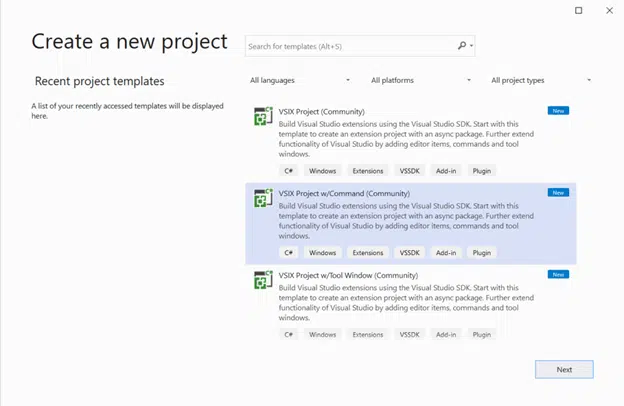 Create a new project
Search for templates (Alt+S)
Recent project templates
All languages
All platforms
All project types
A list of your recently accessed templates will be displayed
here.
VSIX Project (Community)
New
Build Visual Studio extensions using the Visual Studio SDK. Start with this
template to create an extension project with an async package. Further extend
functionality of Visual Studio by adding editor items, commands and tool
windows.
C# Windows Extensions VSSDK Add-in Plugin
VSIX Project w/Command (Community)
New
Build Visual Studio extensions using the Visual Studio SDK. Start with this
template to create an extension project with an async package. Further extend
functionality of Visual Studio by adding editor items, commands and tool
windows.
C# Windows Extensions VSSDK Add-in Plugin
VSIX Project w/Tool Window (Community)
New
Build Visual Studio extensions using the Visual Studio SDK. Start with this
template to create an extension project with an async package. Further extend
functionality of Visual Studio by adding editor items, commands and tool
windows.
C# Windows Extensions VSSDK Add-in Plugin
Next